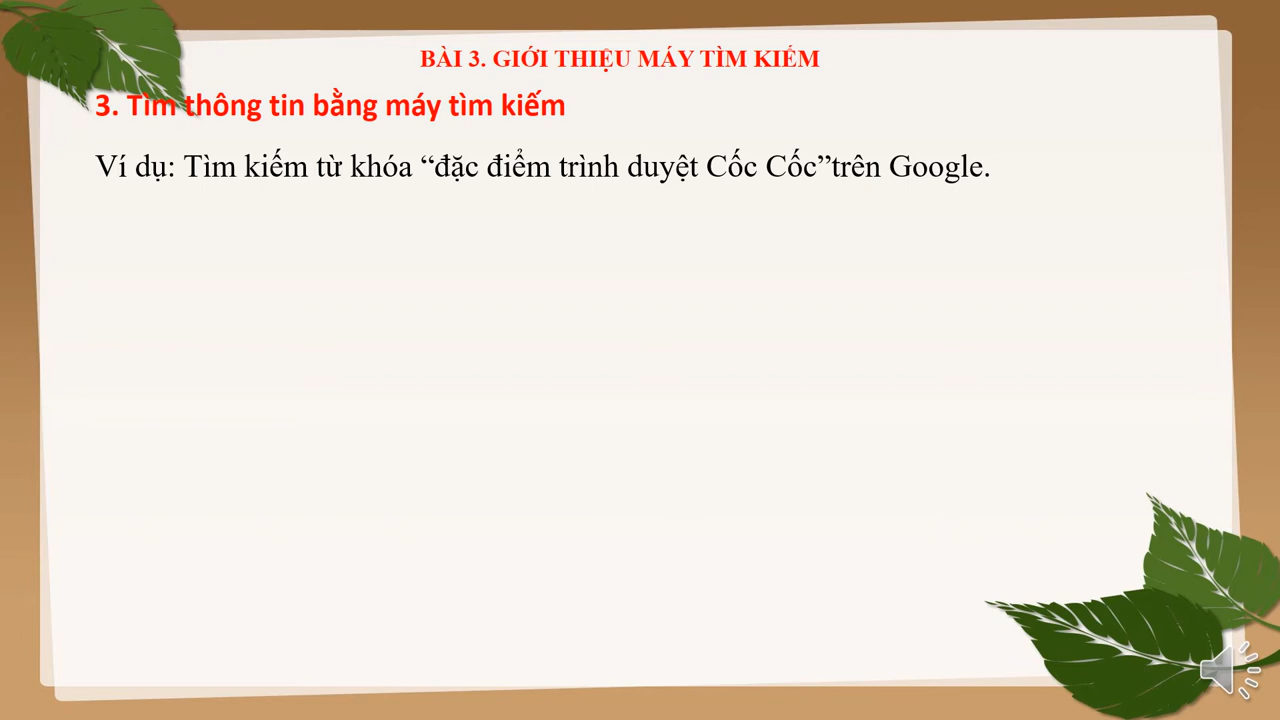 BÀI 3. GIỚI THIỆU MÁY TÌM KIẾM
3. Tìm thông tin bằng máy tìm kiếm
Ví dụ: Tìm kiếm từ khóa “đặc điểm trình duyệt Cốc Cốc”trên Google.